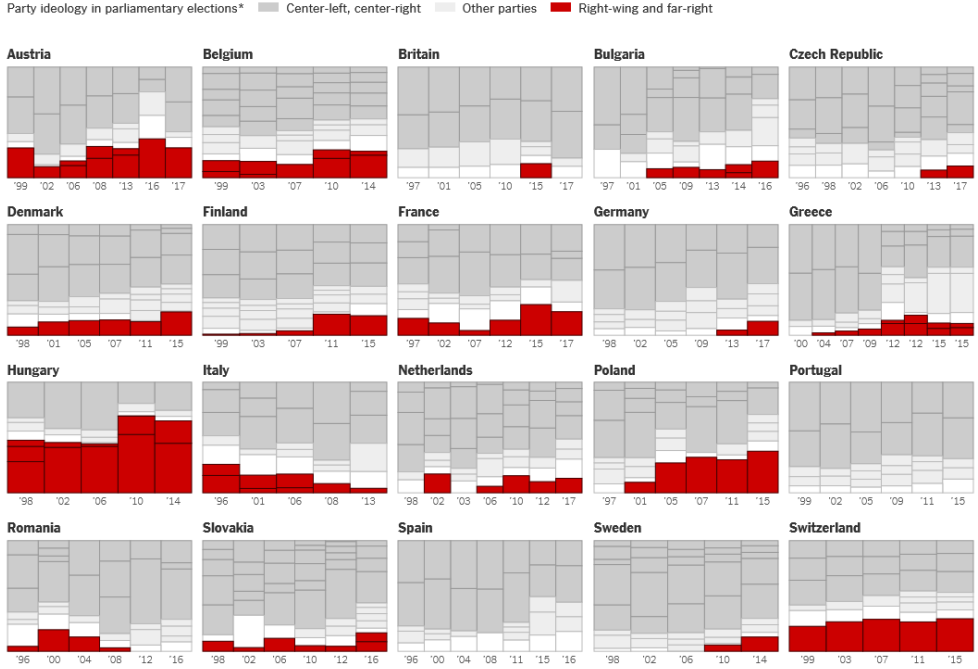 Party ideology in parliamentary elections* Center-left, center-right Other parties Right-wing and far-right
Austria Belgium Britain Bulgaria Czech Republic
'99 '02 '06 '08 '13 '16 '17 '99 '03 '07 '10 '14 '97 '01 '05 '10 '15 '17 '97 '01 '05 '09 '13 '14 '16 '96 '98 '02 '06 '10 '13 '17
Denmark Finland France Germany Greece
'98 '01 '05 '07 '11 '15 '99 '03 '07 '11 '15 '97 '02 '07 '12 '15 '17 '98 '02 '05 '09 '13 '17 '00 '04 '07 '09 '12 '12 '15 '15
Hungary Italy Netherlands Poland Portugal
'98 '02 '06 '10 '14 '96 '01 '06 '08 '13 '98 '02 '03 '06 '10 '12 '17 '97 '01 '05 '07 '11 '15 '99 '02 '05 '09 '11 '15
Romania Slovakia Spain Sweden Switzerland
'96 '00 '04 '08 '12 '16 '98 '02 '06 '10 '12 '16 '96 '00 '04 '08 '11 '15 '16 '98 '02 '06 '10 '14 '99 '03 '07 '11 '15